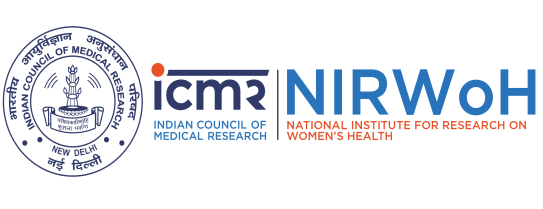 भारतीय आयुर्विज्ञान अनुसंधान परिषद
INDIAN COUNCIL OF MEDICAL RESEARCH
NEW DELHI
नई दिल्ली
icmr
INDIAN COUNCIL OF
MEDICAL RESEARCH
NIRWoH
NATIONAL INSTITUTE FOR RESEARCH ON
WOMEN'S HEALTH